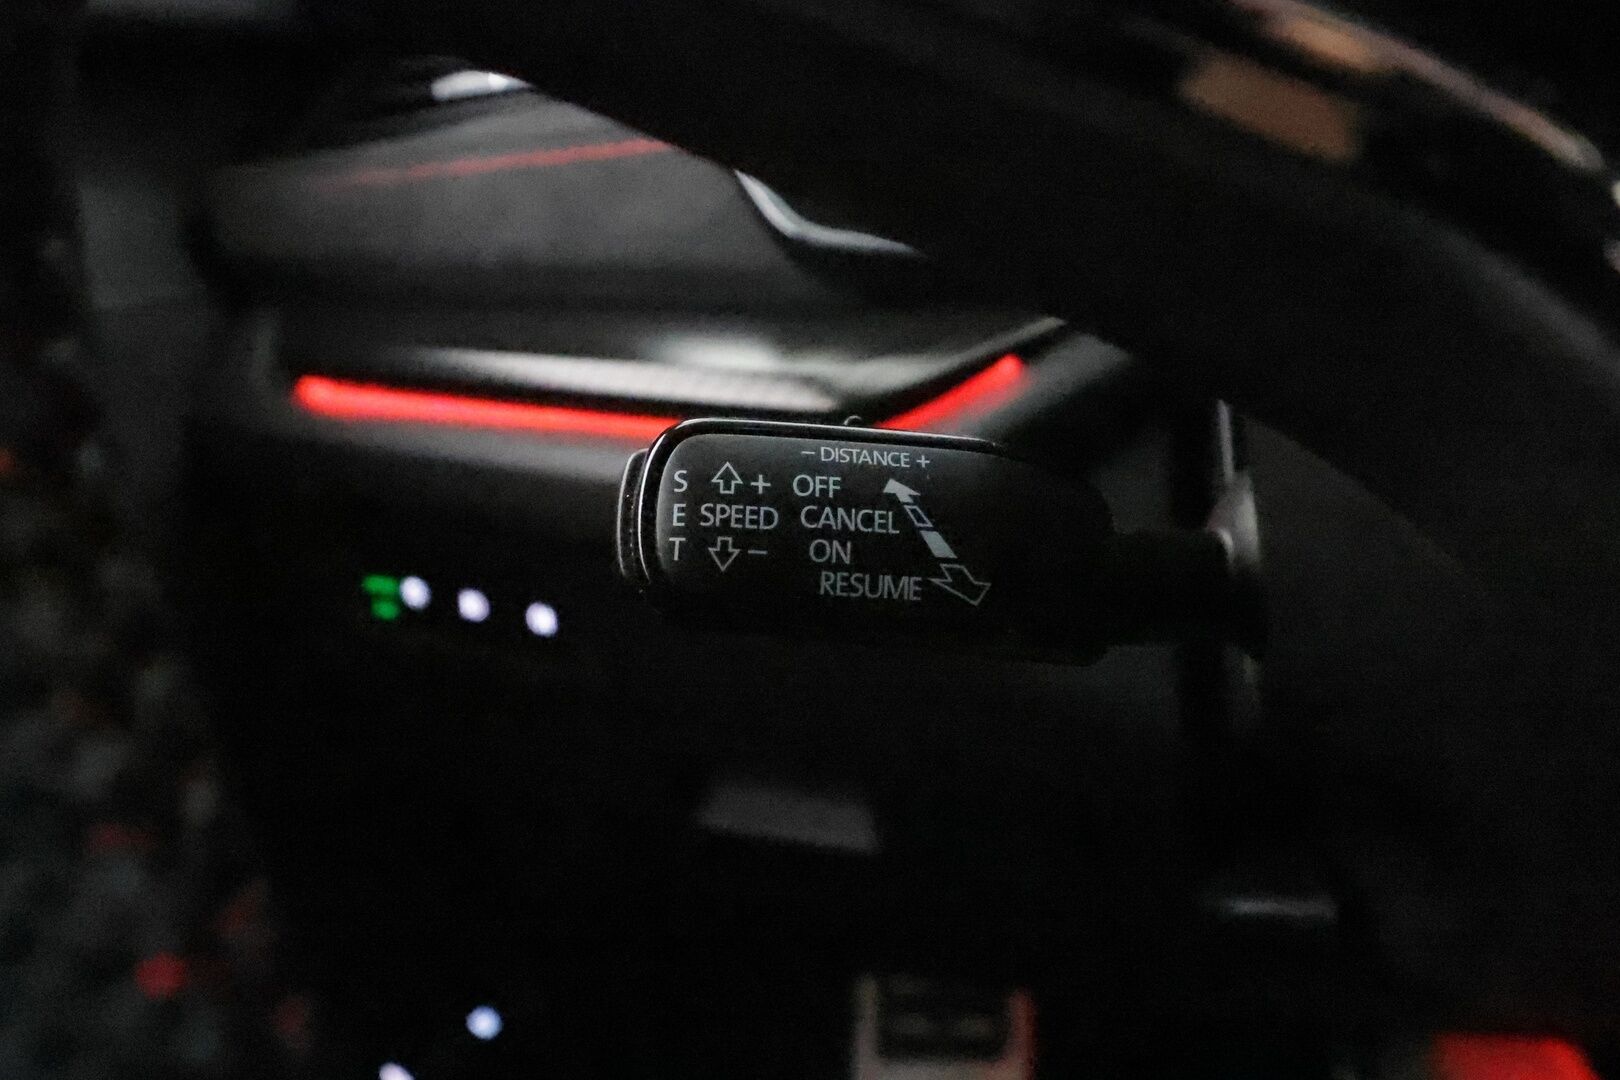 − DISTANCE +
S + OFF
E SPEED CANCEL
T − ON
RESUME